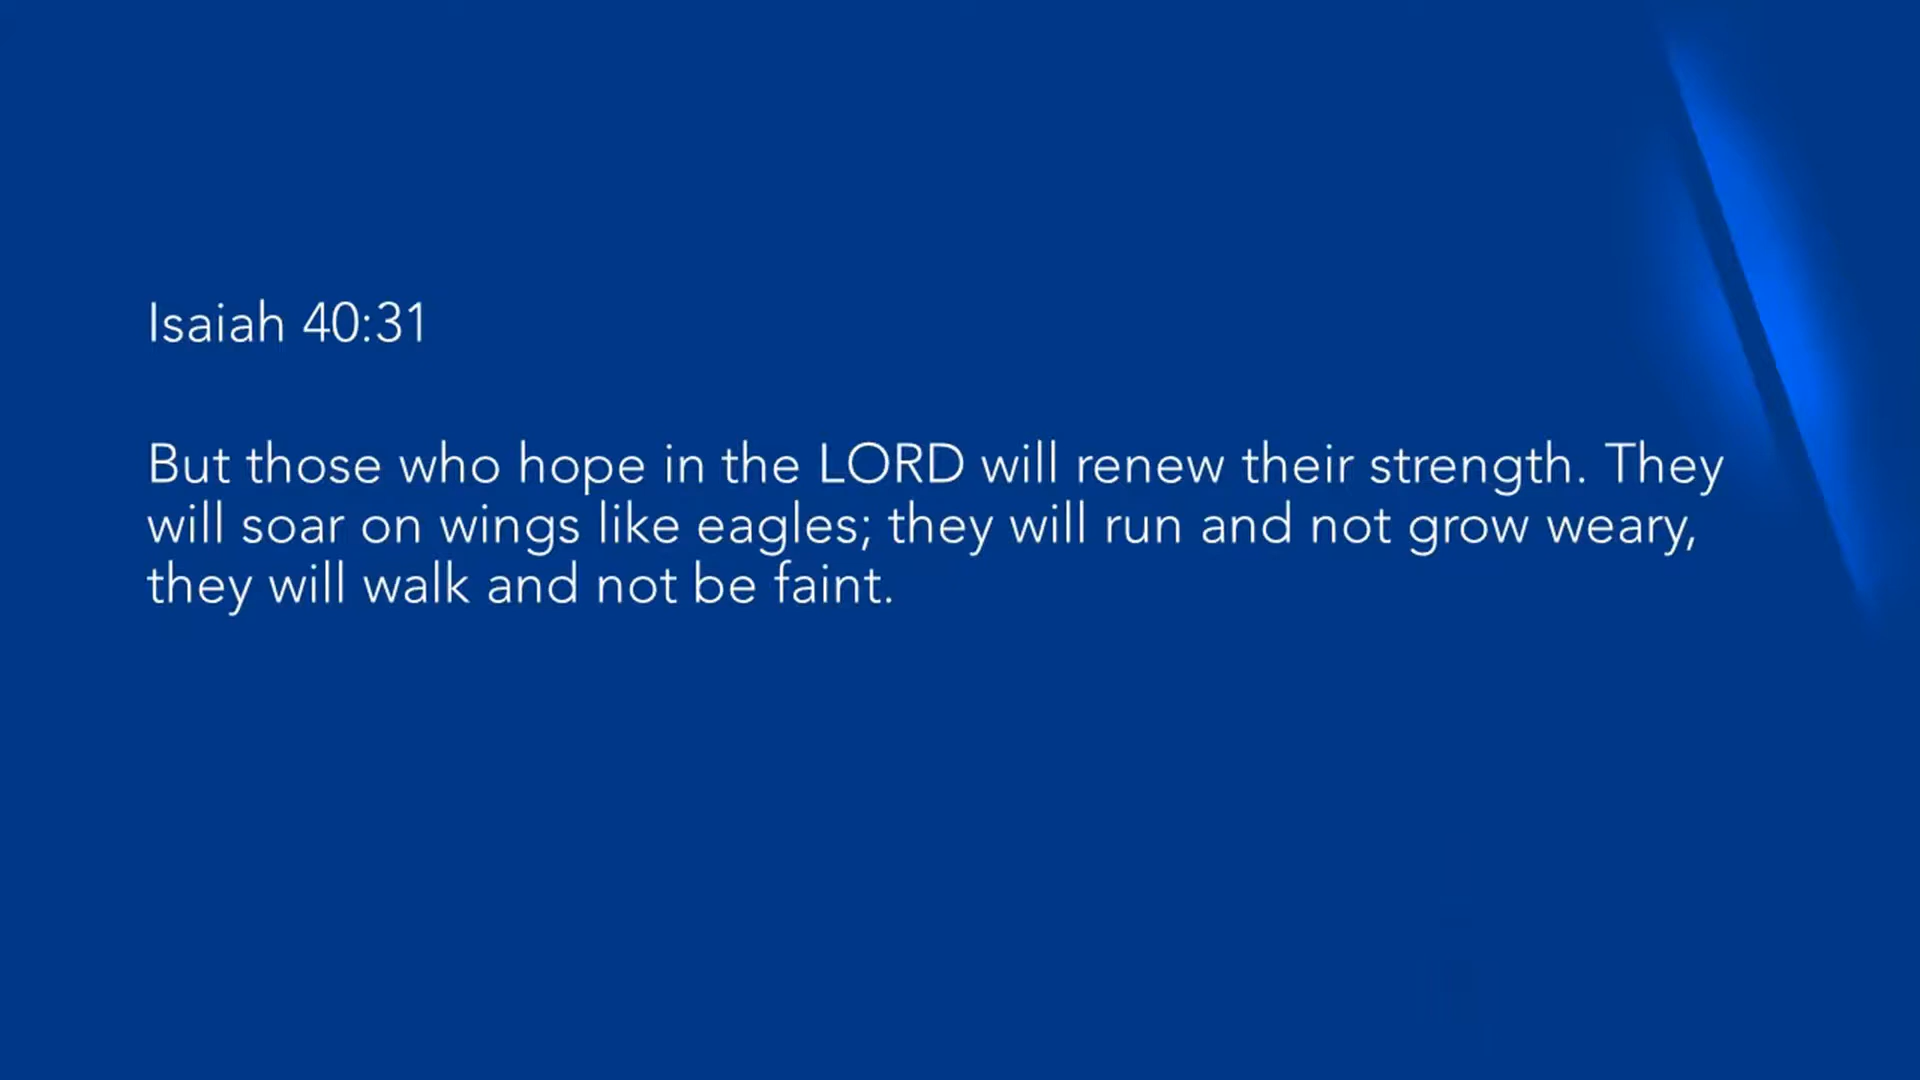 Isaiah 40:31
But those who hope in the LORD will renew their strength. They
will soar on wings like eagles; they will run and not grow weary,
they will walk and not be faint.